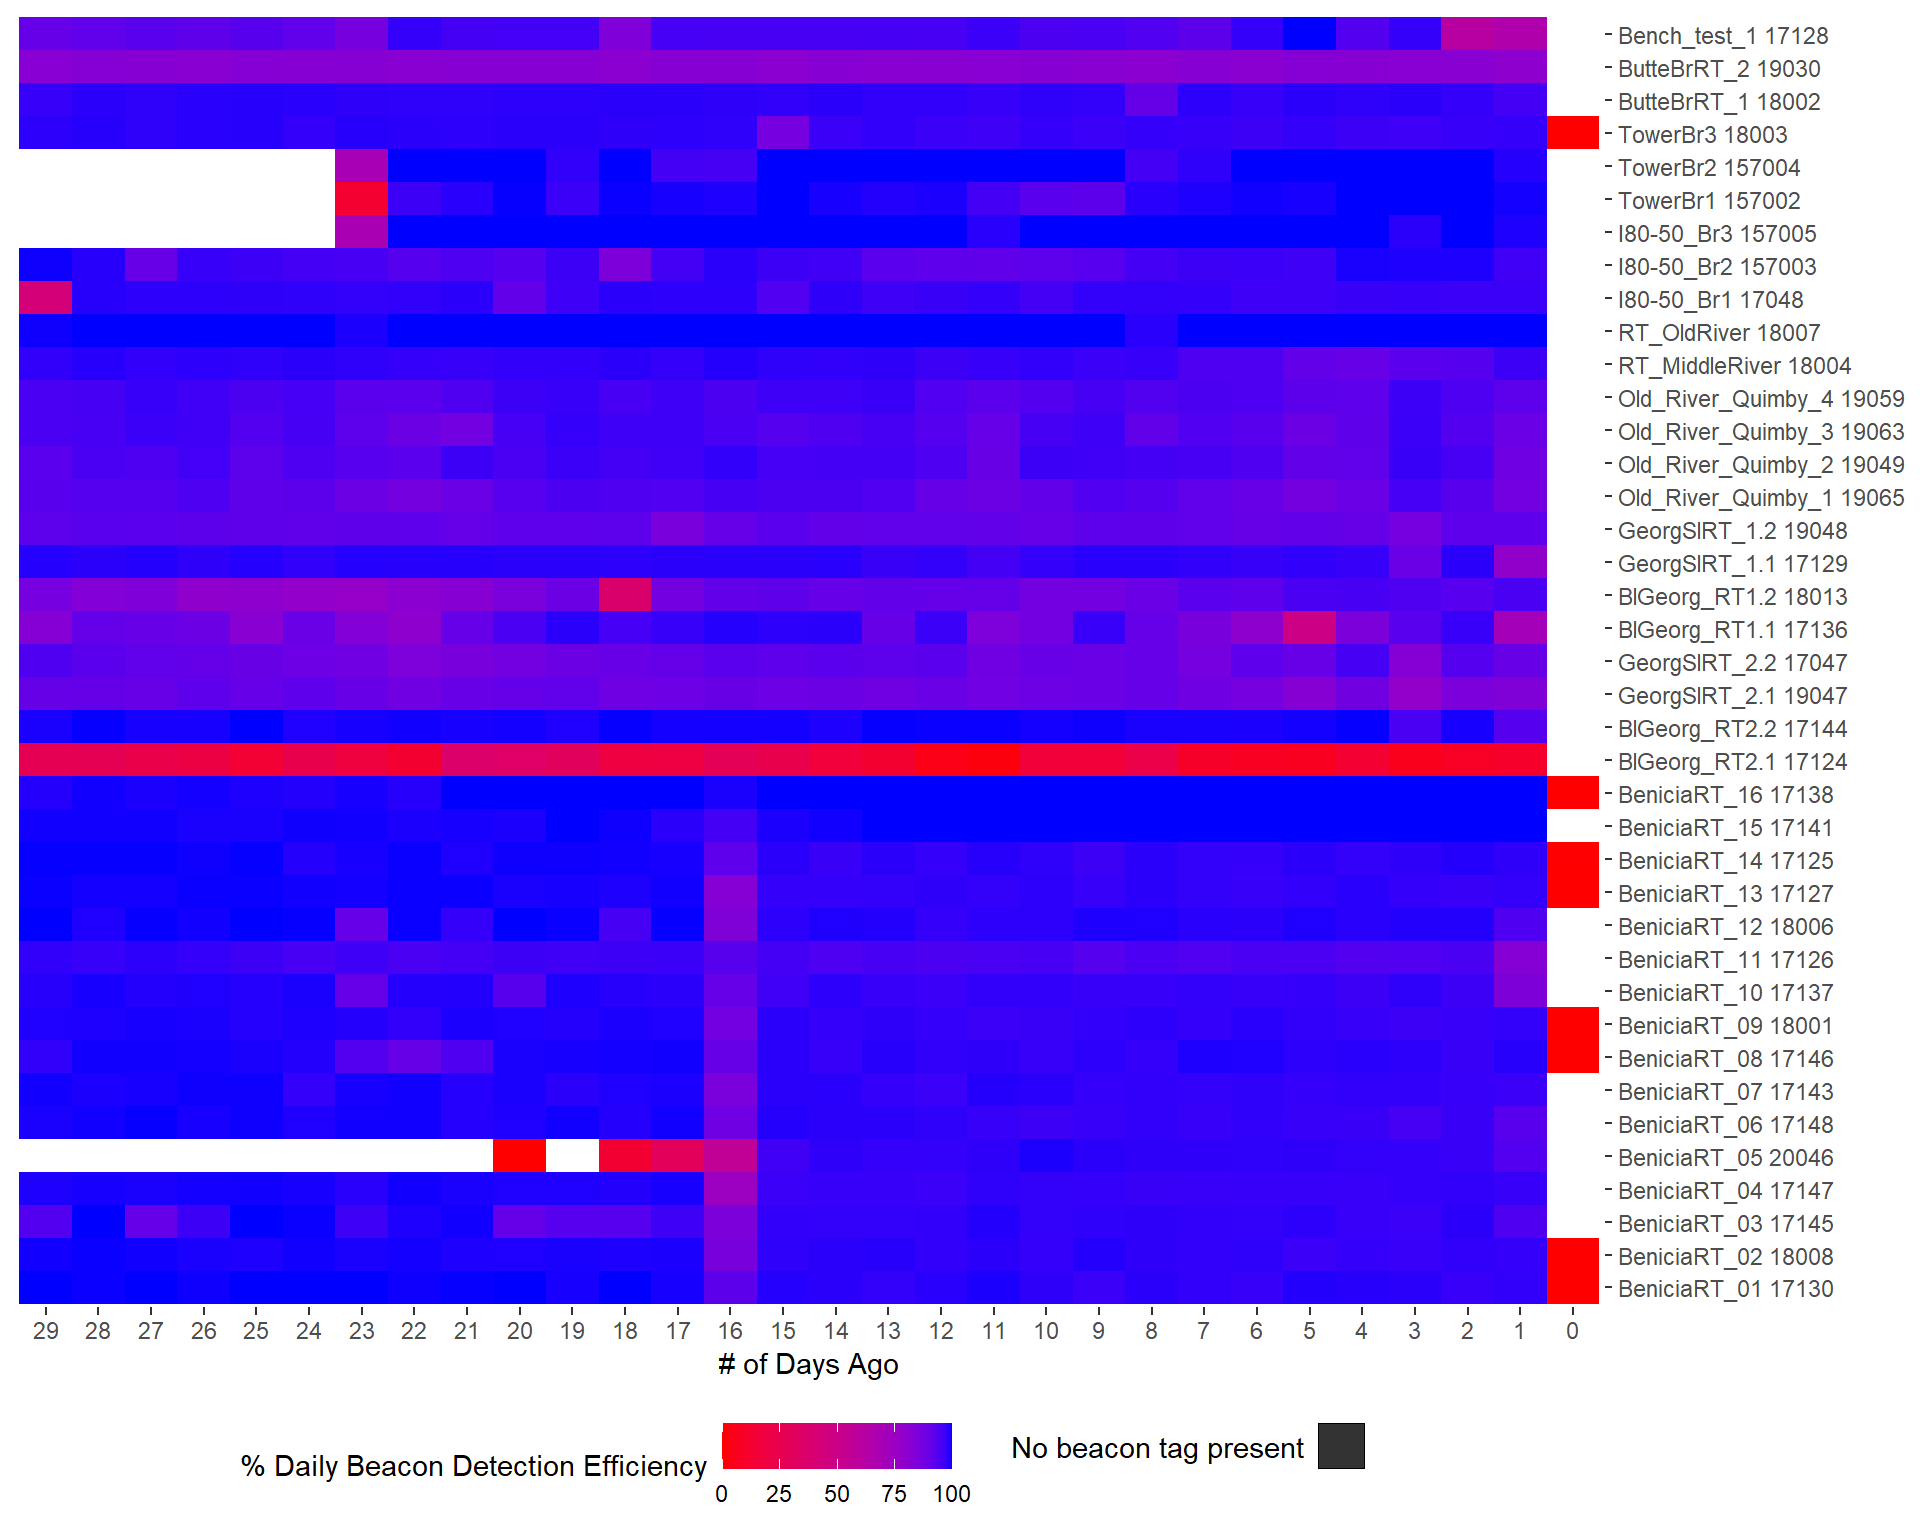 Bench_test_1 17128
ButteBrRT_2 19030
ButteBrRT_1 18002
TowerBr3 18003
TowerBr2 157004
TowerBr1 157002
I80-50_Br3 157005
I80-50_Br2 157003
I80-50_Br1 17048
RT_OldRiver 18007
RT_MiddleRiver 18004
Old_River_Quimby_4 19059
Old_River_Quimby_3 19063
Old_River_Quimby_2 19049
Old_River_Quimby_1 19065
GeorgSlRT_1.2 19048
GeorgSlRT_1.1 17129
BlGeorg_RT1.2 18013
BlGeorg_RT1.1 17136
GeorgSlRT_2.2 17047
GeorgSlRT_2.1 19047
BlGeorg_RT2.2 17144
BlGeorg_RT2.1 17124
BeniciaRT_16 17138
BeniciaRT_15 17141
BeniciaRT_14 17125
BeniciaRT_13 17127
BeniciaRT_12 18006
BeniciaRT_11 17126
BeniciaRT_10 17137
BeniciaRT_09 18001
BeniciaRT_08 17146
BeniciaRT_07 17143
BeniciaRT_06 17148
BeniciaRT_05 20046
BeniciaRT_04 17147
BeniciaRT_03 17145
BeniciaRT_02 18008
BeniciaRT_01 17130
29 28 27 26 25 24 23 22 21 20 19 18 17 16 15 14 13 12 11 10 9 8 7 6 5 4 3 2 1 0
# of Days Ago
% Daily Beacon Detection Efficiency
0 25 50 75 100
No beacon tag present